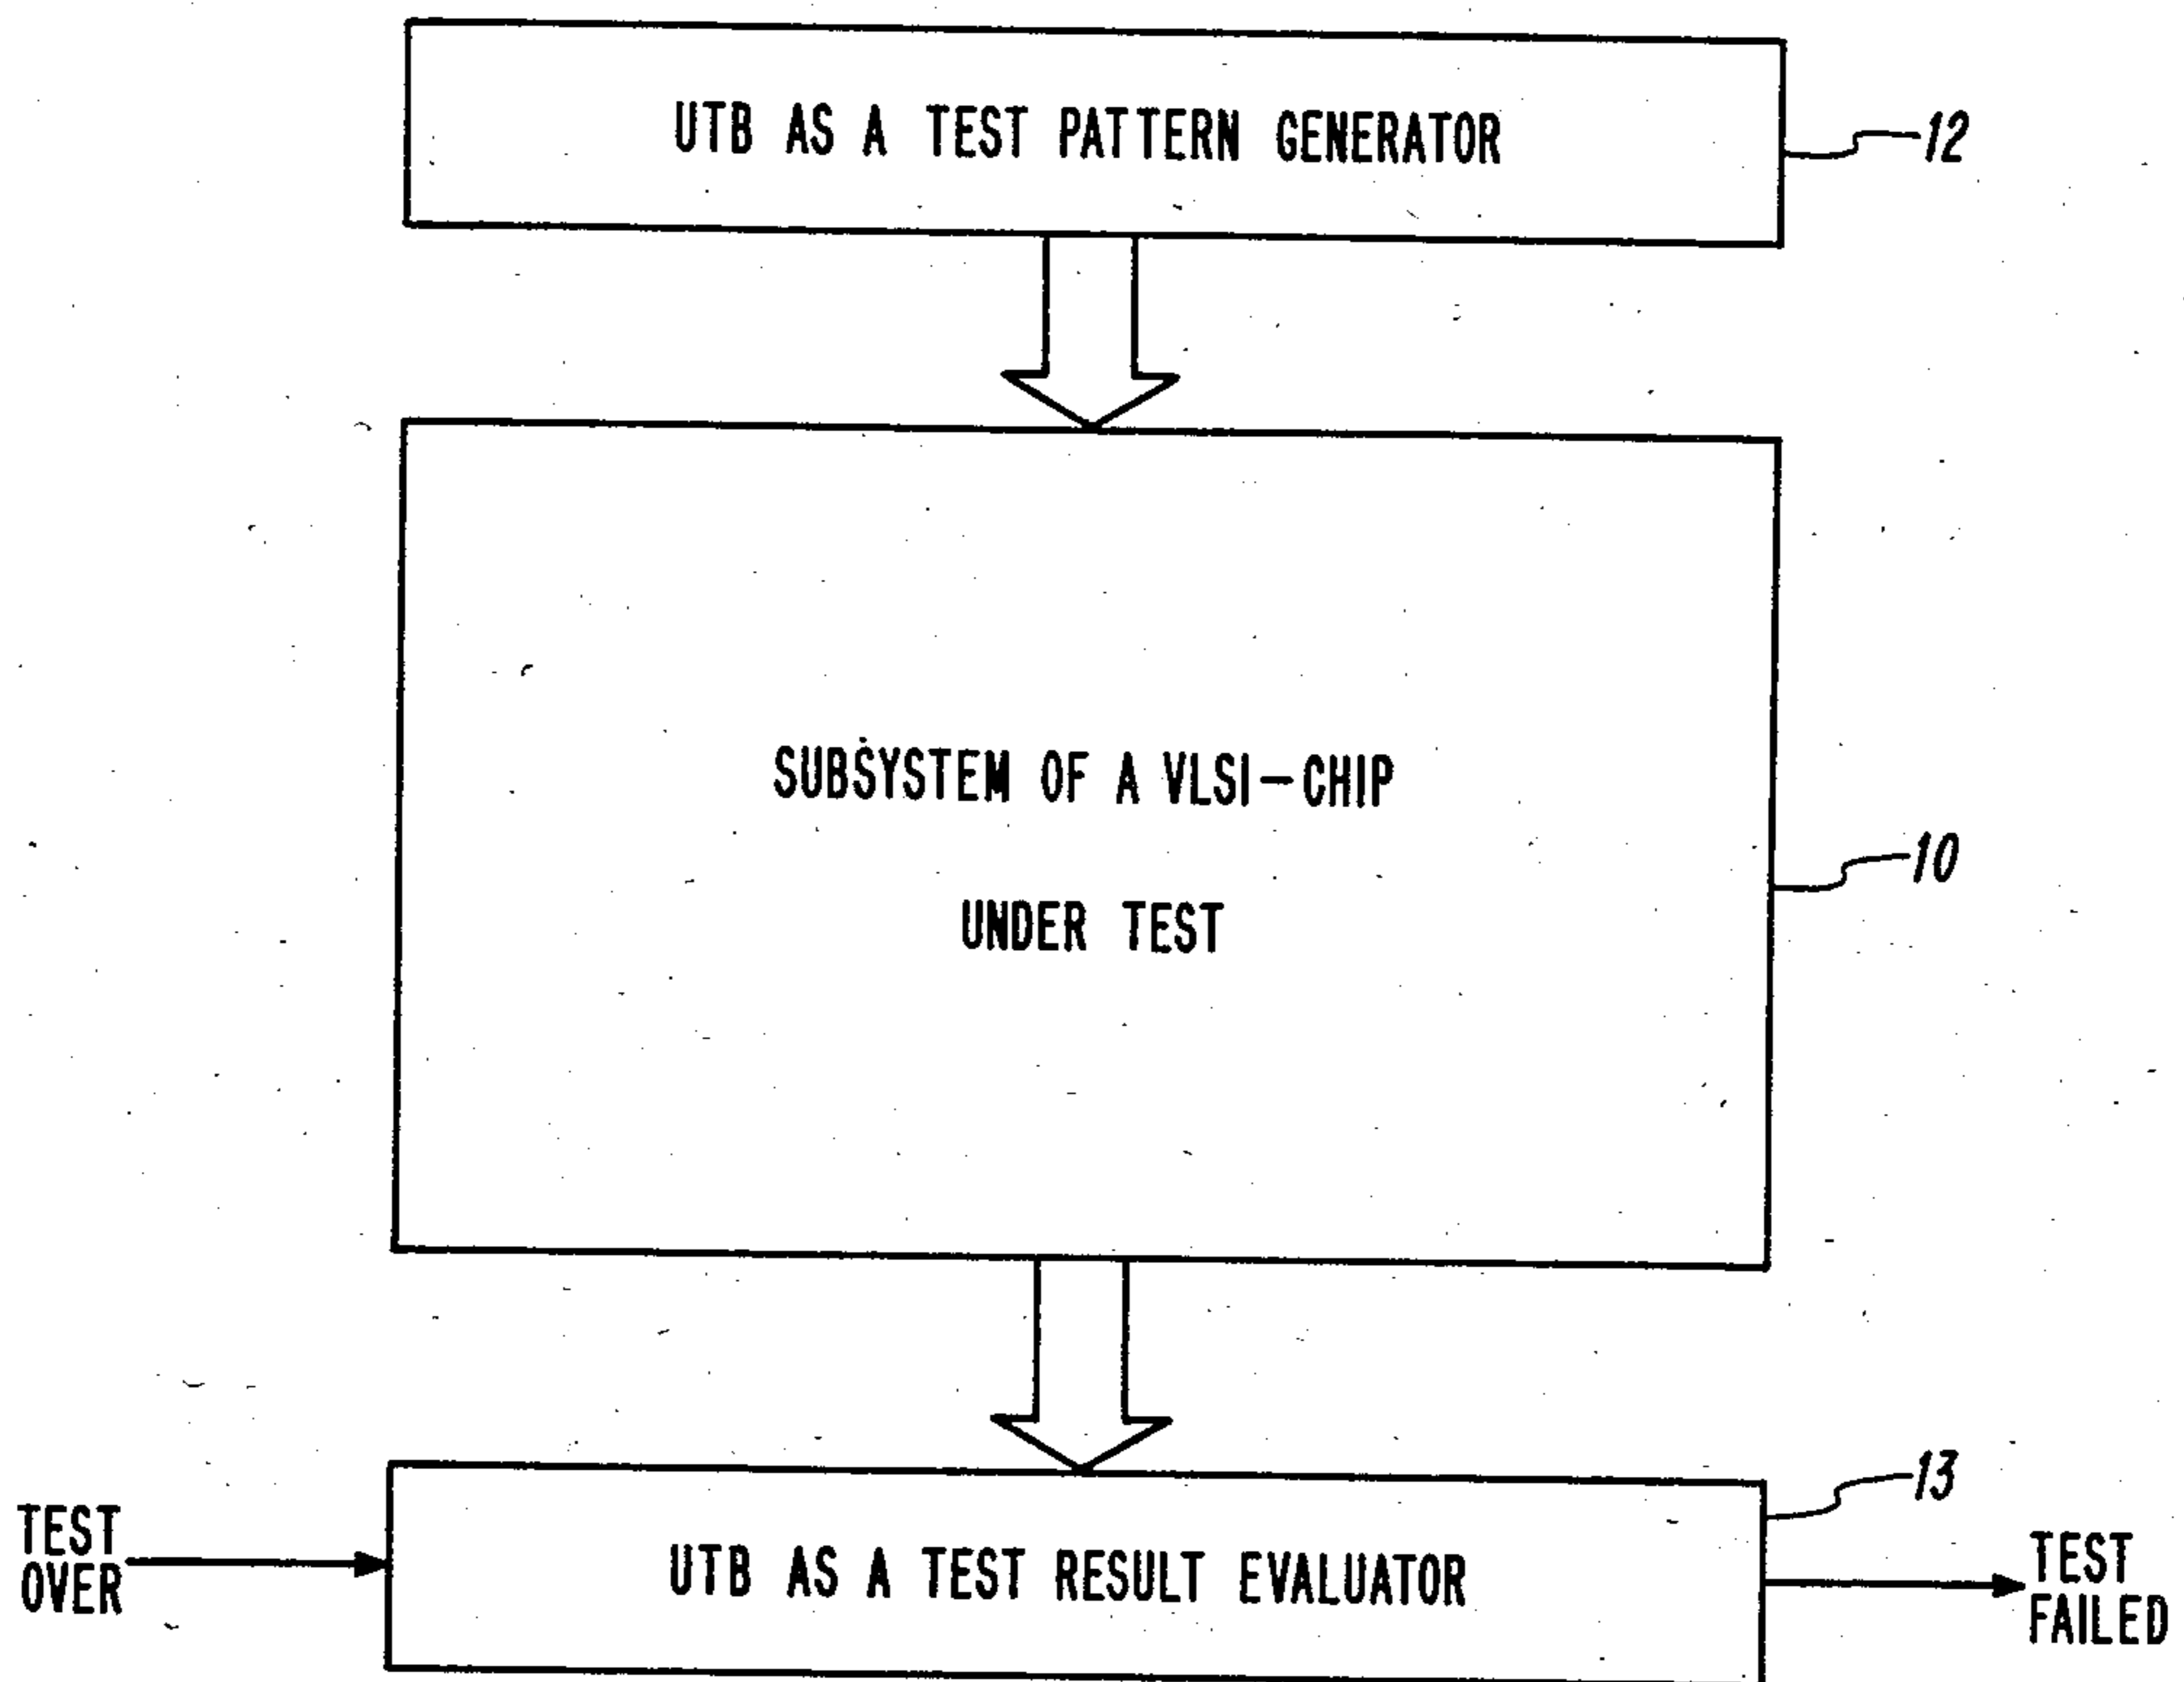 UTB AS A TEST PATTERN GENERATOR
12
SUBSYSTEM OF A VLSI-CHIP
UNDER TEST
10
13
TEST
OVER
UTB AS A TEST RESULT EVALUATOR
TEST
FAILED